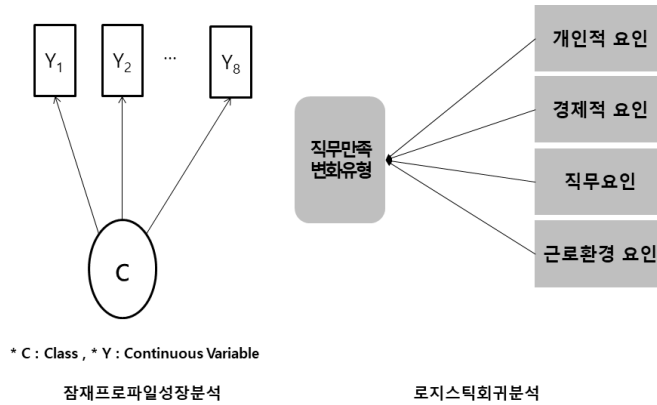 Y1
Y2
...
Y8
C
* C : Class , * Y : Continuous Variable
잠재프로파일성장분석
직무만족
변화유형
개인적 요인
경제적 요인
직무요인
근로환경 요인
로지스틱회귀분석